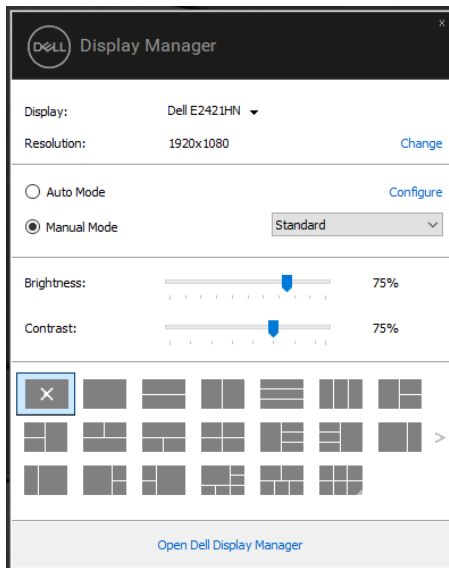 x
DELL Display Manager
Display: Dell E2421HN
Resolution: 1920x1080 Change
Auto Mode Configure
Manual Mode Standard
Brightness: 75%
Contrast: 75%
Open Dell Display Manager